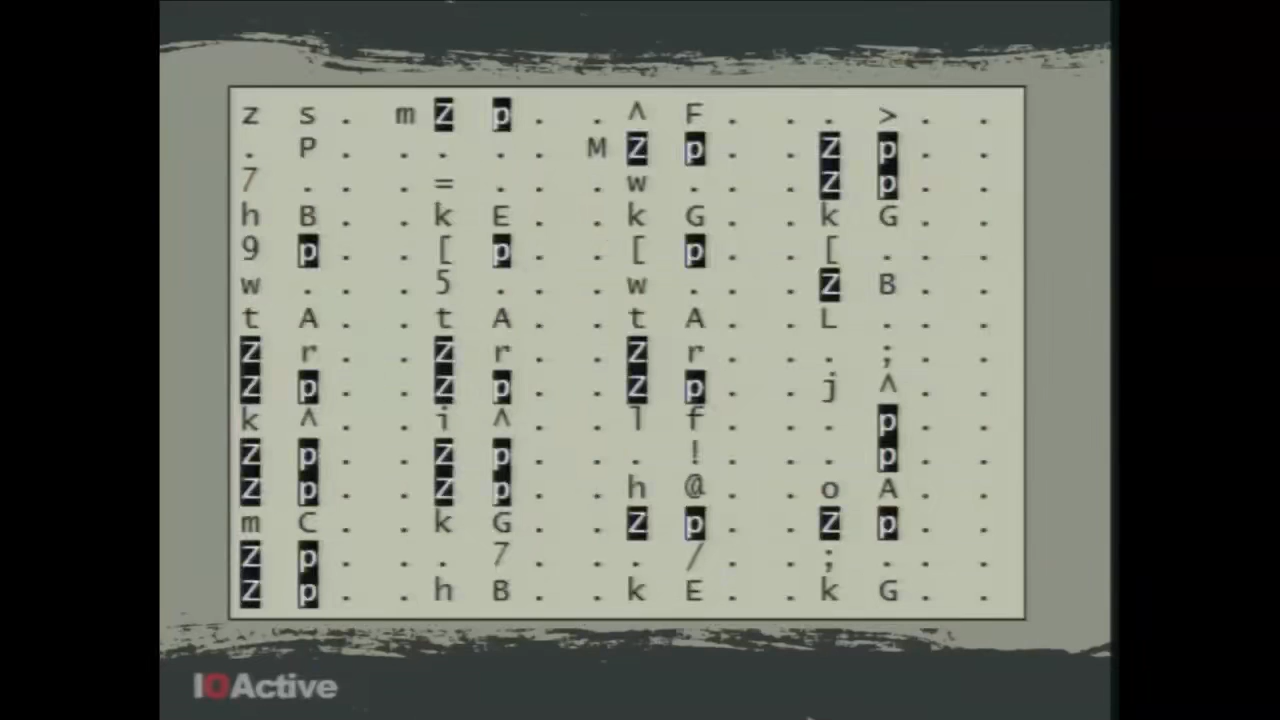 z s . m Z p . . ^ F . . . > . .
. P . . . . . M Z p . . Z p . .
7 . . . = . . . w . . . Z p . .
h B . . k E . . k G . . k G . .
9 p . . [ p . . [ p . . [ . . .
w . . . 5 . . . w . . . Z B . .
t A . . t A . . t A . . L . . .
Z r . . Z r . . Z r . . . ; . .
Z p . . Z p . . Z p . . j ^ . .
k ^ . . i ^ . . l f . . . p . .
Z p . . Z p . . . ! . . . p . .
Z p . . Z p . . h @ . . o A . .
m C . . k G . . Z p . . Z p . .
Z p . . . 7 . . . / . . ; . . .
Z p . . h B . . k E . . k G . .
IOActive